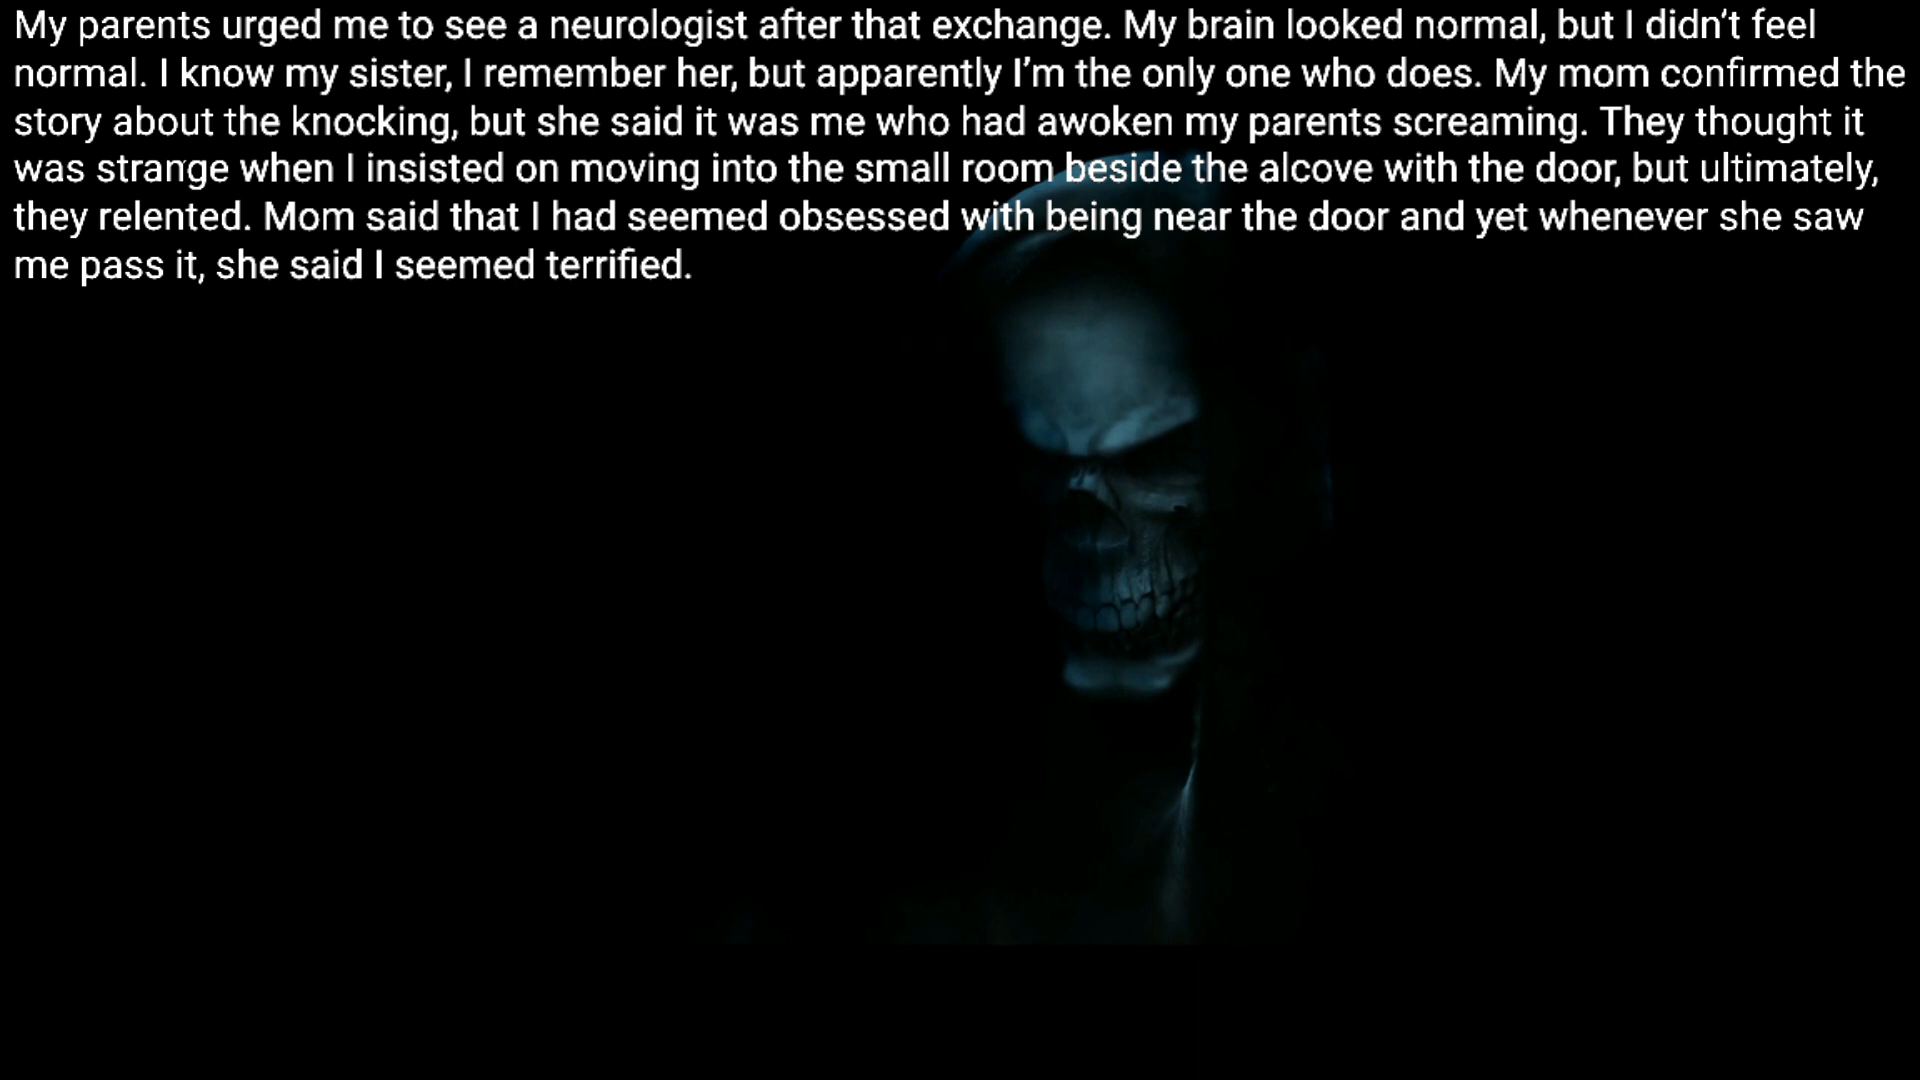 My parents urged me to see a neurologist after that exchange. My brain looked normal, but I didn’t feel
normal. I know my sister, I remember her, but apparently I’m the only one who does. My mom confirmed the
story about the knocking, but she said it was me who had awoken my parents screaming. They thought it
was strange when I insisted on moving into the small room beside the alcove with the door, but ultimately,
they relented. Mom said that I had seemed obsessed with being near the door and yet whenever she saw
me pass it, she said I seemed terrified.